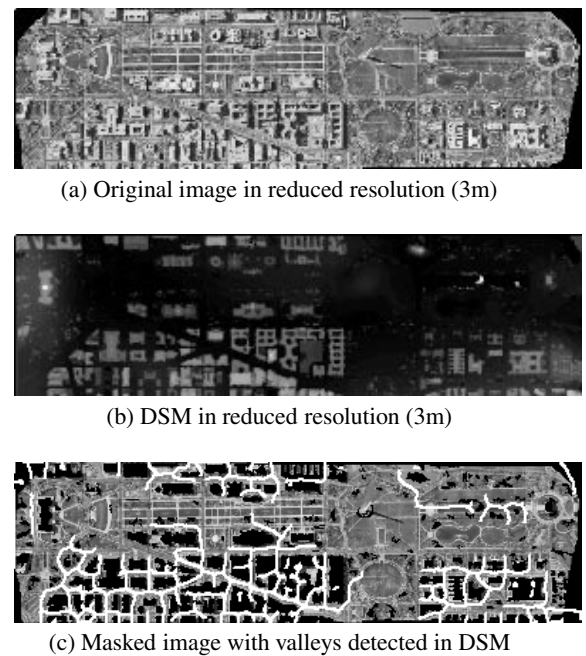 (a) Original image in reduced resolution (3m)
(b) DSM in reduced resolution (3m)
(c) Masked image with valleys detected in DSM